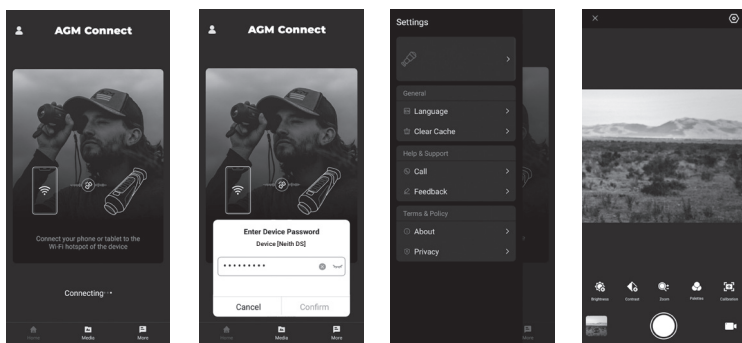 AGM Connect
Connect your phone or tablet to the
Wi-Fi hotspot of the device
Connecting···
Home
Media
More
AGM Connect
Enter Device Password
Device [Neith DS]
Cancel
Confirm
Home
Media
More
Settings
General
Language
Clear Cache
Help & Support
Call
Feedback
Terms & Policy
About
Privacy
More
Brightness
Contrast
Zoom
Palettes
Calibration